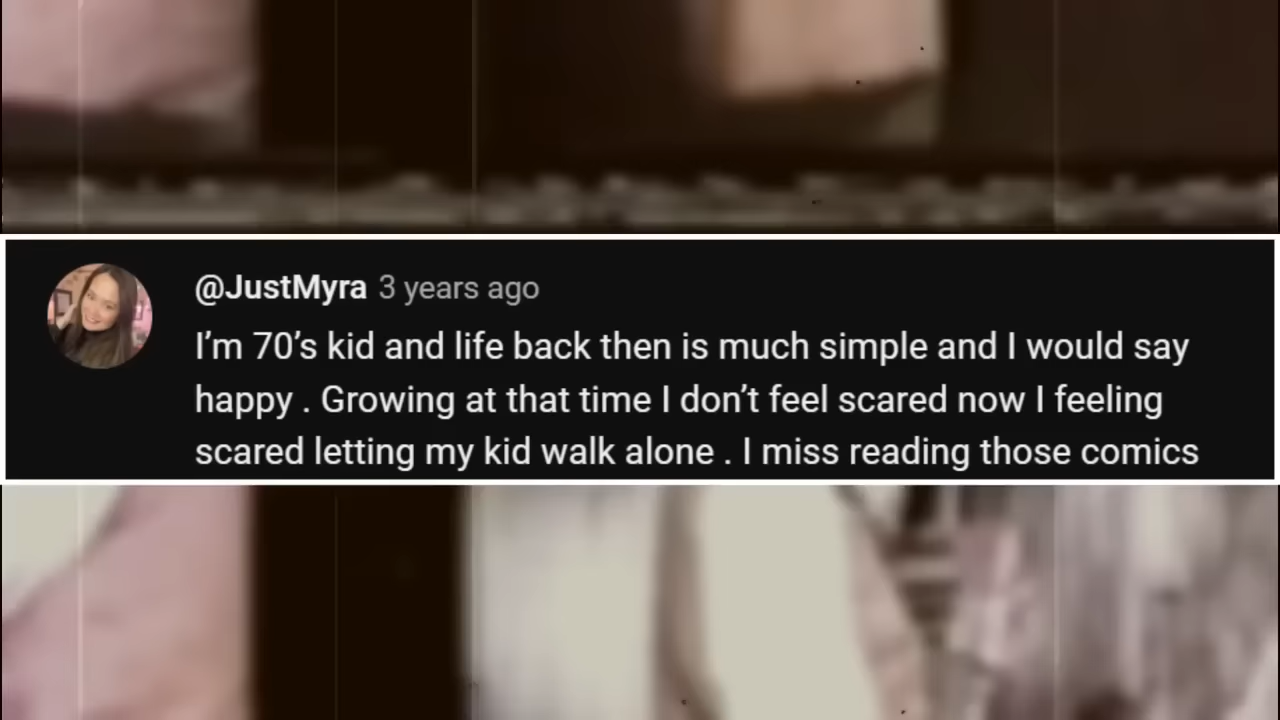 @JustMyra 3 years ago
I’m 70’s kid and life back then is much simple and I would say
happy . Growing at that time I don’t feel scared now I feeling
scared letting my kid walk alone . I miss reading those comics